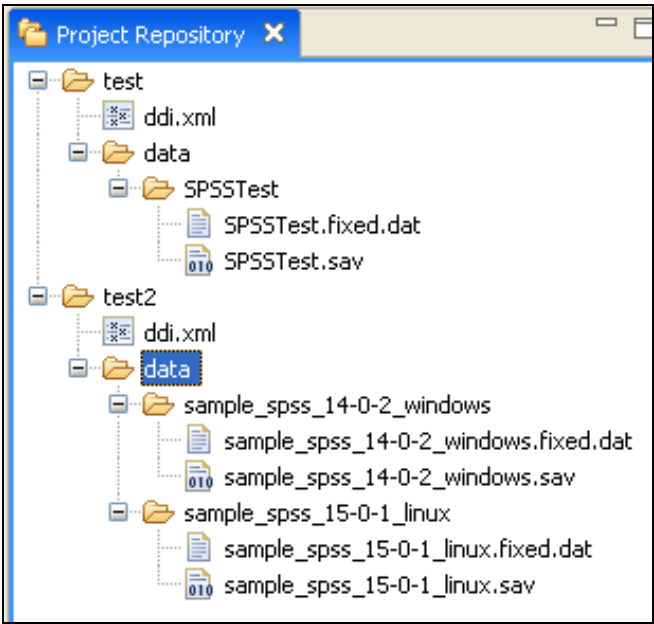 Project Repository
test
ddi.xml
data
SPSSTest
SPSSTest.fixed.dat
SPSSTest.sav
test2
ddi.xml
data
sample_spss_14-0-2_windows
sample_spss_14-0-2_windows.fixed.dat
sample_spss_14-0-2_windows.sav
sample_spss_15-0-1_linux
sample_spss_15-0-1_linux.fixed.dat
sample_spss_15-0-1_linux.sav